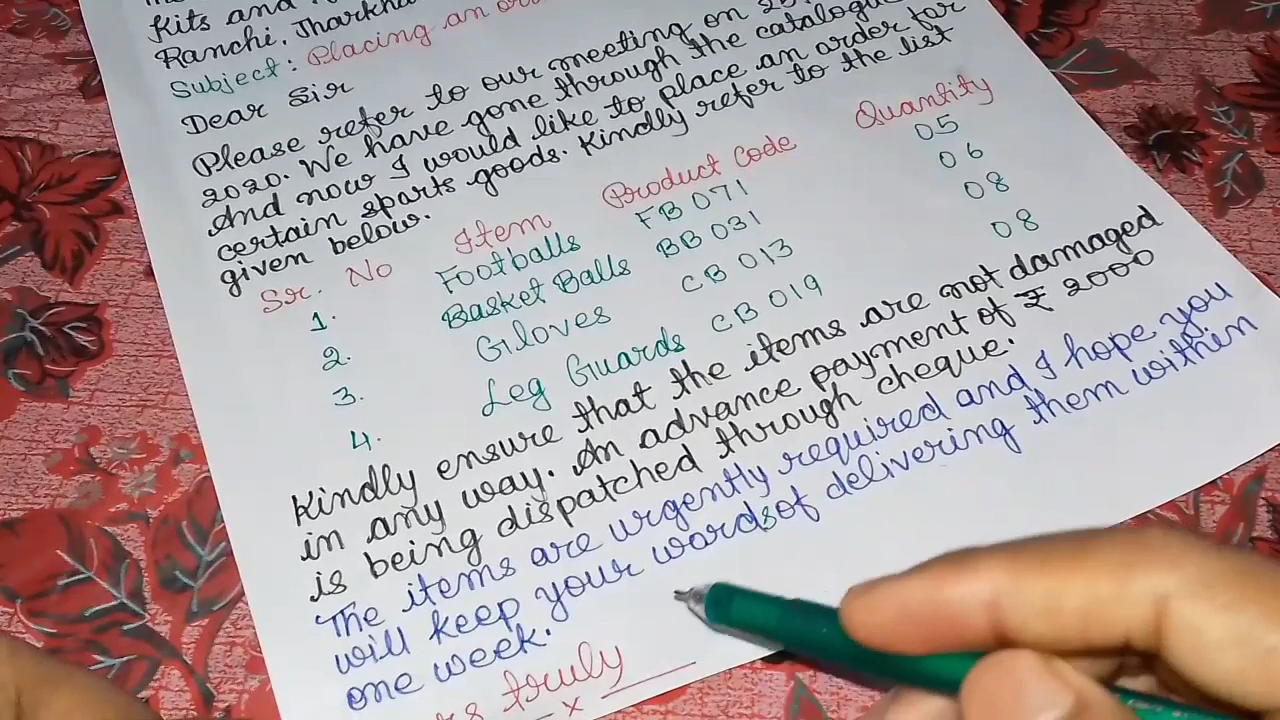 Kits and
Ranchi, Jharkha
Subject: Placing an or
Dear Sir
Please refer to our meeting on 25
2020. We have gone through the catalogue
And now I would like to place an order for
certain sparts goods. Kindly refer to the list
given below.
Sr. No Item Product Code Quantity
1. Footballs FB 071 05
2. Basket Balls BB 031 06
3. Gloves CB 013 08
4. Leg Guards CB 019 08
Kindly ensure that the items are not damaged
in any way. An advance payment of ₹ 2000
is being dispatched through cheque.
The items are urgently required and I hope you
will keep your words of delivering them within
one week.
rs truly